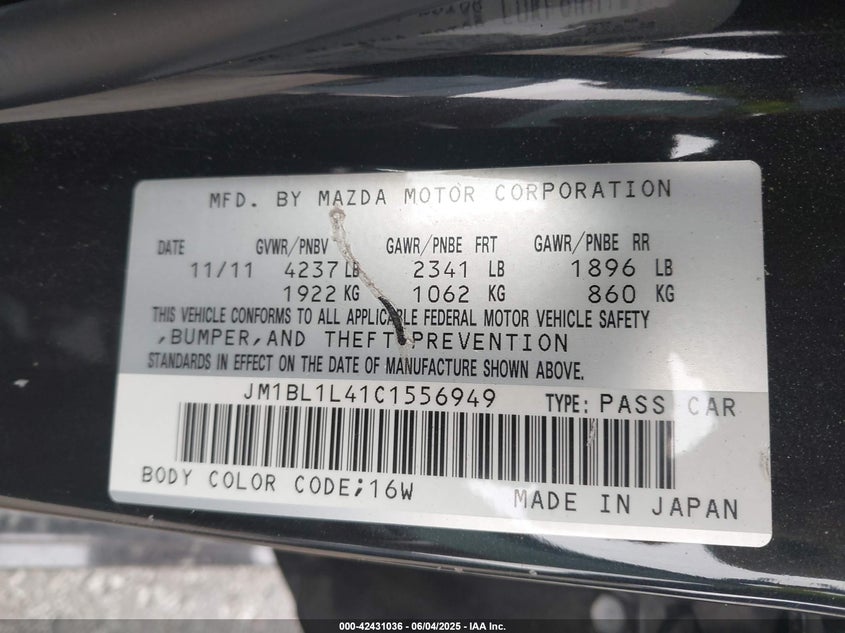 MFD. BY MAZDA MOTOR CORPORATION
DATE GVWR/PNBV GAWR/PNBE FRT GAWR/PNBE RR
11/11 4237 LB 2341 LB 1896 LB
1922 KG 1062 KG 860 KG
THIS VEHICLE CONFORMS TO ALL APPLICABLE FEDERAL MOTOR VEHICLE SAFETY
,BUMPER,AND THEFT PREVENTION
STANDARDS IN EFFECT ON THE DATE OF MANUFACTURE SHOWN ABOVE.
JM1BL1L41C1556949 TYPE: PASS CAR
BODY COLOR CODE;16W MADE IN JAPAN
000-42431036 - 06/04/2025 - IAA Inc.